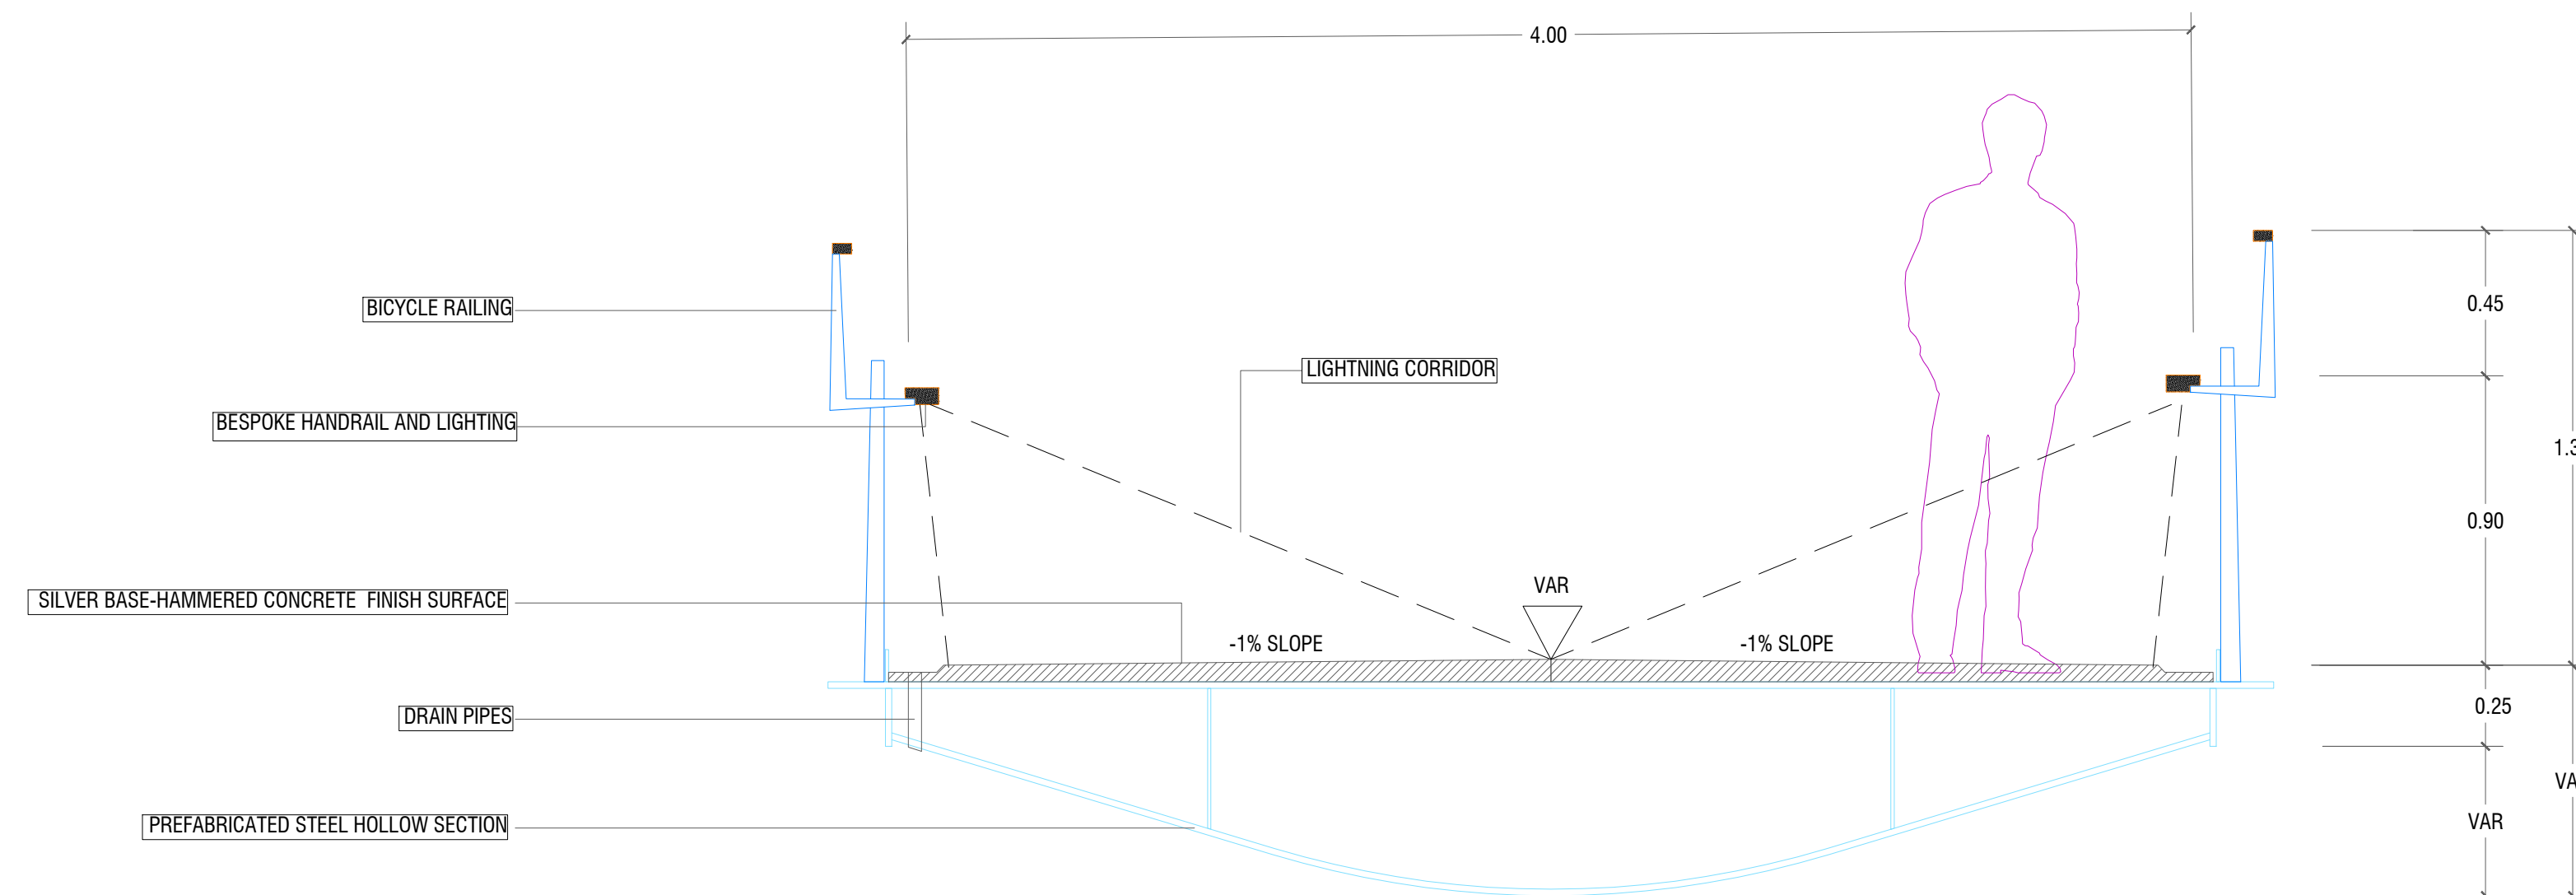 4.00
BICYCLE RAILING
0.45
LIGHTNING CORRIDOR
BESPOKE HANDRAIL AND LIGHTING
0.90
VAR
SILVER BASE-HAMMERED CONCRETE FINISH SURFACE
-1% SLOPE
-1% SLOPE
DRAIN PIPES
0.25
PREFABRICATED STEEL HOLLOW SECTION
VAR